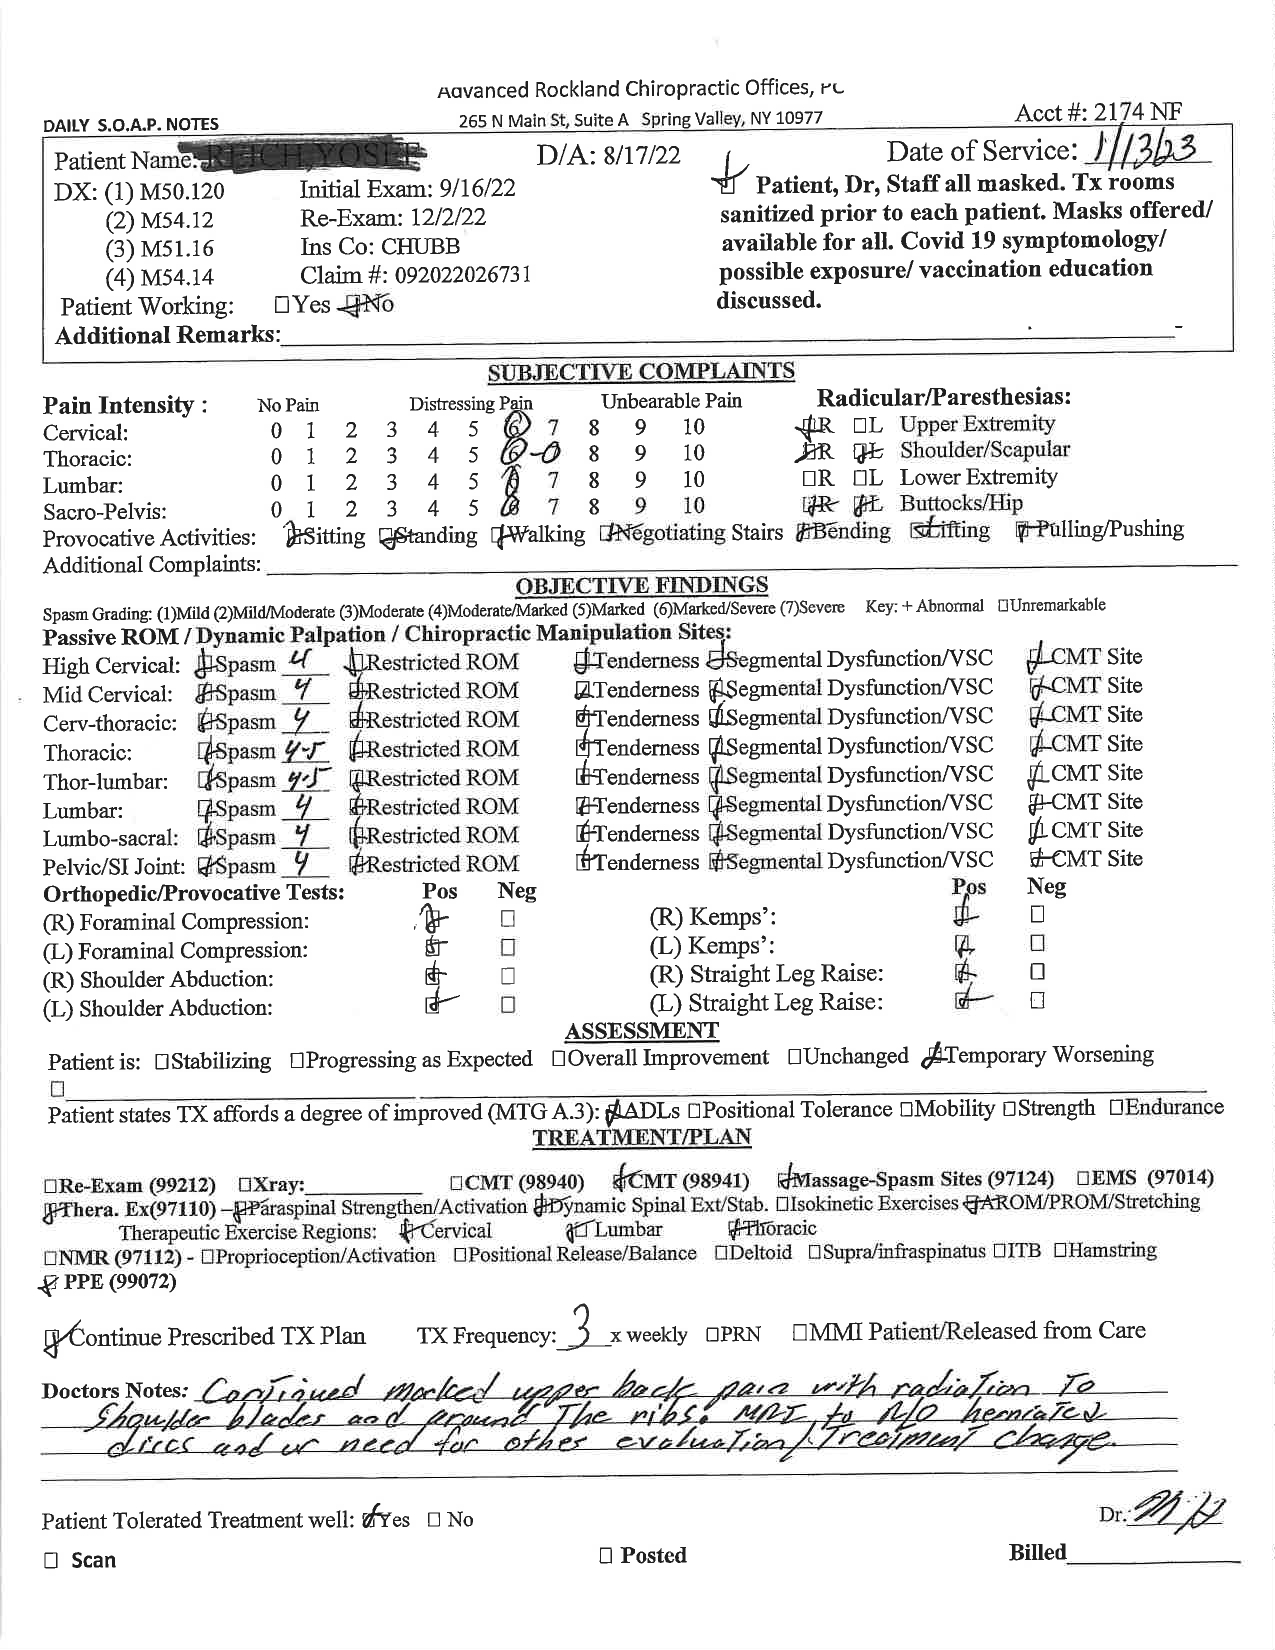 Advanced Rockland Chiropractic Offices, PC
DAILY S.O.A.P. NOTES 265 N Main St, Suite A Spring Valley, NY 10977 Acct #: 2174 NF
Patient Name: D/A: 8/17/22 Date of Service: 1/13/23
DX: (1) M50.120 Initial Exam: 9/16/22 Patient, Dr, Staff all masked. Tx rooms
(2) M54.12 Re-Exam: 12/2/22 sanitized prior to each patient. Masks offered/
(3) M51.16 Ins Co: CHUBB available for all. Covid 19 symptomology/
(4) M54.14 Claim #: 092022026731 possible exposure/ vaccination education
Patient Working: □Yes □No discussed.
Additional Remarks:
SUBJECTIVE COMPLAINTS
Pain Intensity : No Pain Distressing Pain Unbearable Pain Radicular/Paresthesias:
Cervical: 0 1 2 3 4 5 6 7 8 9 10 □R □L Upper Extremity
Thoracic: 0 1 2 3 4 5 6-7 8 9 10 □R □L Shoulder/Scapular
Lumbar: 0 1 2 3 4 5 6 7 8 9 10 □R □L Lower Extremity
Sacro-Pelvis: 0 1 2 3 4 5 6 7 8 9 10 □R □L Buttocks/Hip
Provocative Activities: □Sitting □Standing □Walking □Negotiating Stairs □Bending □Lifting □Pulling/Pushing
Additional Complaints:
OBJECTIVE FINDINGS
Spasm Grading: (1)Mild (2)Mild/Moderate (3)Moderate (4)Moderate/Marked (5)Marked (6)Marked/Severe (7)Severe Key: + Abnormal □Unremarkable
Passive ROM / Dynamic Palpation / Chiropractic Manipulation Sites:
High Cervical: □Spasm 4 □Restricted ROM □Tenderness □Segmental Dysfunction/VSC □CMT Site
Mid Cervical: □Spasm 4 □Restricted ROM □Tenderness □Segmental Dysfunction/VSC □CMT Site
Cerv-thoracic: □Spasm 4 □Restricted ROM □Tenderness □Segmental Dysfunction/VSC □CMT Site
Thoracic: □Spasm 4-5 □Restricted ROM □Tenderness □Segmental Dysfunction/VSC □CMT Site
Thor-lumbar: □Spasm 4-5 □Restricted ROM □Tenderness □Segmental Dysfunction/VSC □CMT Site
Lumbar: □Spasm 4 □Restricted ROM □Tenderness □Segmental Dysfunction/VSC □CMT Site
Lumbo-sacral: □Spasm 4 □Restricted ROM □Tenderness □Segmental Dysfunction/VSC □CMT Site
Pelvic/SI Joint: □Spasm 4 □Restricted ROM □Tenderness □Segmental Dysfunction/VSC □CMT Site
Orthopedic/Provocative Tests: Pos Neg Pos Neg
(R) Foraminal Compression: □ □ (R) Kemps': □ □
(L) Foraminal Compression: □ □ (L) Kemps': □ □
(R) Shoulder Abduction: □ □ (R) Straight Leg Raise: □ □
(L) Shoulder Abduction: □ □ (L) Straight Leg Raise: □ □
ASSESSMENT
Patient is: □Stabilizing □Progressing as Expected □Overall Improvement □Unchanged □Temporary Worsening
□
Patient states TX affords a degree of improved (MTG A.3): □ADLs □Positional Tolerance □Mobility □Strength □Endurance
TREATMENT/PLAN
□Re-Exam (99212) □Xray: □CMT (98940) □CMT (98941) □Massage-Spasm Sites (97124) □EMS (97014)
□Thera. Ex(97110) – □Paraspinal Strengthen/Activation □Dynamic Spinal Ext/Stab. □Isokinetic Exercises □AROM/PROM/Stretching
Therapeutic Exercise Regions: □Cervical □Lumbar □Thoracic
□NMR (97112) - □Proprioception/Activation □Positional Release/Balance □Deltoid □Supra/infraspinatus □ITB □Hamstring
□ PPE (99072)
□Continue Prescribed TX Plan TX Frequency: 3 x weekly □PRN □MMI Patient/Released from Care
Doctors Notes: Continued marked upper back pain with radiation to
shoulder blades and around the ribs. MRI to R/O herniated
discs and or need for other evaluation/treatment change.
Patient Tolerated Treatment well: □Yes □ No Dr.
□ Scan □ Posted Billed